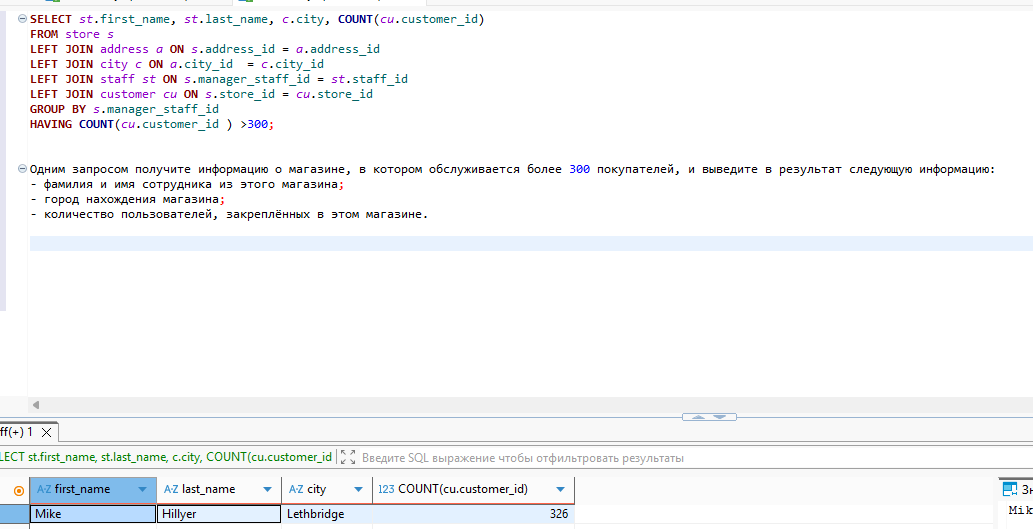 SELECT st.first_name, st.last_name, c.city, COUNT(cu.customer_id)
FROM store s
LEFT JOIN address a ON s.address_id = a.address_id
LEFT JOIN city c ON a.city_id  = c.city_id
LEFT JOIN staff st ON s.manager_staff_id = st.staff_id
LEFT JOIN customer cu ON s.store_id = cu.store_id
GROUP BY s.manager_staff_id
HAVING COUNT(cu.customer_id ) >300;
Одним запросом получите информацию о магазине, в котором обслуживается более 300 покупателей, и выведите в результат следующую информацию:
- фамилия и имя сотрудника из этого магазина;
- город нахождения магазина;
- количество пользователей, закреплённых в этом магазине.
ff(+) 1
LECT st.first_name, st.last_name, c.city, COUNT(cu.customer_id Введите SQL выражение чтобы отфильтровать результаты
A-Z first_name A-Z last_name A-Z city 123 COUNT(cu.customer_id) Зн
Mike Hillyer Lethbridge 326 Mik